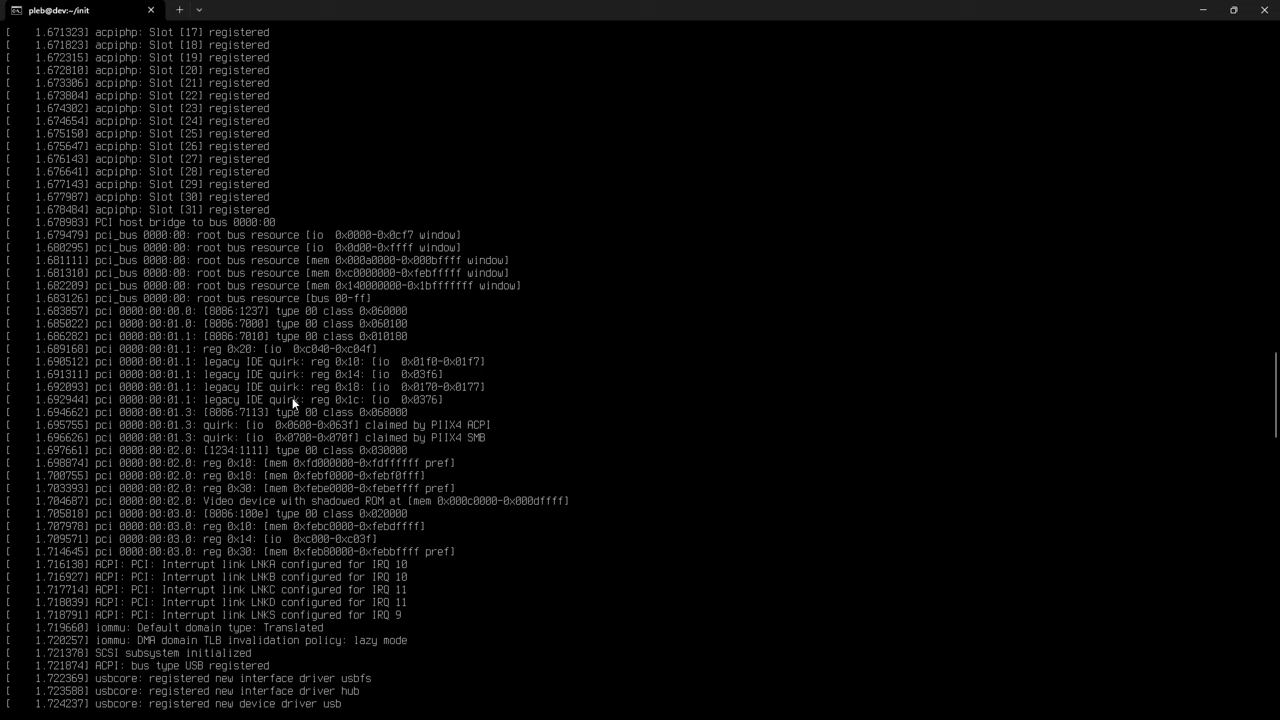 pleb@dev:~/init
[    1.671323] acpiphp: Slot [17] registered
[    1.671823] acpiphp: Slot [18] registered
[    1.672315] acpiphp: Slot [19] registered
[    1.672810] acpiphp: Slot [20] registered
[    1.673306] acpiphp: Slot [21] registered
[    1.673804] acpiphp: Slot [22] registered
[    1.674302] acpiphp: Slot [23] registered
[    1.674654] acpiphp: Slot [24] registered
[    1.675150] acpiphp: Slot [25] registered
[    1.675647] acpiphp: Slot [26] registered
[    1.676143] acpiphp: Slot [27] registered
[    1.676641] acpiphp: Slot [28] registered
[    1.677143] acpiphp: Slot [29] registered
[    1.677987] acpiphp: Slot [30] registered
[    1.678484] acpiphp: Slot [31] registered
[    1.678983] PCI host bridge to bus 0000:00
[    1.679479] pci_bus 0000:00: root bus resource [io  0x0000-0x0cf7 window]
[    1.680295] pci_bus 0000:00: root bus resource [io  0x0d00-0xffff window]
[    1.681111] pci_bus 0000:00: root bus resource [mem 0x000a0000-0x000bffff window]
[    1.681310] pci_bus 0000:00: root bus resource [mem 0xc0000000-0xfebfffff window]
[    1.682209] pci_bus 0000:00: root bus resource [mem 0x140000000-0x1bfffffff window]
[    1.683126] pci_bus 0000:00: root bus resource [bus 00-ff]
[    1.683857] pci 0000:00:00.0: [8086:1237] type 00 class 0x060000
[    1.685022] pci 0000:00:01.0: [8086:7000] type 00 class 0x060100
[    1.686282] pci 0000:00:01.1: [8086:7010] type 00 class 0x010180
[    1.689168] pci 0000:00:01.1: reg 0x20: [io  0xc040-0xc04f]
[    1.690512] pci 0000:00:01.1: legacy IDE quirk: reg 0x10: [io  0x01f0-0x01f7]
[    1.691311] pci 0000:00:01.1: legacy IDE quirk: reg 0x14: [io  0x03f6]
[    1.692093] pci 0000:00:01.1: legacy IDE quirk: reg 0x18: [io  0x0170-0x0177]
[    1.692944] pci 0000:00:01.1: legacy IDE quirk: reg 0x1c: [io  0x0376]
[    1.694662] pci 0000:00:01.3: [8086:7113] type 00 class 0x068000
[    1.695755] pci 0000:00:01.3: quirk: [io  0x0600-0x063f] claimed by PIIX4 ACPI
[    1.696626] pci 0000:00:01.3: quirk: [io  0x0700-0x070f] claimed by PIIX4 SMB
[    1.697661] pci 0000:00:02.0: [1234:1111] type 00 class 0x030000
[    1.698874] pci 0000:00:02.0: reg 0x10: [mem 0xfd000000-0xfdffffff pref]
[    1.700755] pci 0000:00:02.0: reg 0x18: [mem 0xfebf0000-0xfebf0fff]
[    1.703393] pci 0000:00:02.0: reg 0x30: [mem 0xfebe0000-0xfebeffff pref]
[    1.704687] pci 0000:00:02.0: Video device with shadowed ROM at [mem 0x000c0000-0x000dffff]
[    1.705818] pci 0000:00:03.0: [8086:100e] type 00 class 0x020000
[    1.707978] pci 0000:00:03.0: reg 0x10: [mem 0xfebc0000-0xfebdffff]
[    1.709571] pci 0000:00:03.0: reg 0x14: [io  0xc000-0xc03f]
[    1.714645] pci 0000:00:03.0: reg 0x30: [mem 0xfeb80000-0xfebbffff pref]
[    1.716138] ACPI: PCI: Interrupt link LNKA configured for IRQ 10
[    1.716927] ACPI: PCI: Interrupt link LNKB configured for IRQ 10
[    1.717714] ACPI: PCI: Interrupt link LNKC configured for IRQ 11
[    1.718039] ACPI: PCI: Interrupt link LNKD configured for IRQ 11
[    1.718791] ACPI: PCI: Interrupt link LNKS configured for IRQ 9
[    1.719660] iommu: Default domain type: Translated
[    1.720257] iommu: DMA domain TLB invalidation policy: lazy mode
[    1.721378] SCSI subsystem initialized
[    1.721874] ACPI: bus type USB registered
[    1.722369] usbcore: registered new interface driver usbfs
[    1.723588] usbcore: registered new interface driver hub
[    1.724237] usbcore: registered new device driver usb